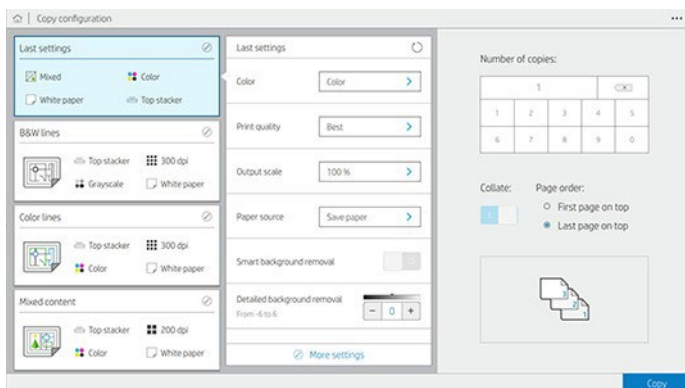 Copy configuration
Last settings
Mixed
Color
White paper
Top stacker
B&W lines
Top stacker
300 dpi
Grayscale
White paper
Color lines
Top stacker
300 dpi
Color
White paper
Mixed content
Top stacker
200 dpi
Color
White paper
Last settings
Color
Color
Print quality
Best
Output scale
100 %
Paper source
Save paper
Smart background removal
Detailed background removal
From -6 to 6
− 0 +
More settings
Number of copies:
1
1 2 3 4 5
6 7 8 9 0
Collate:
Page order:
First page on top
Last page on top
3
2
1
Copy